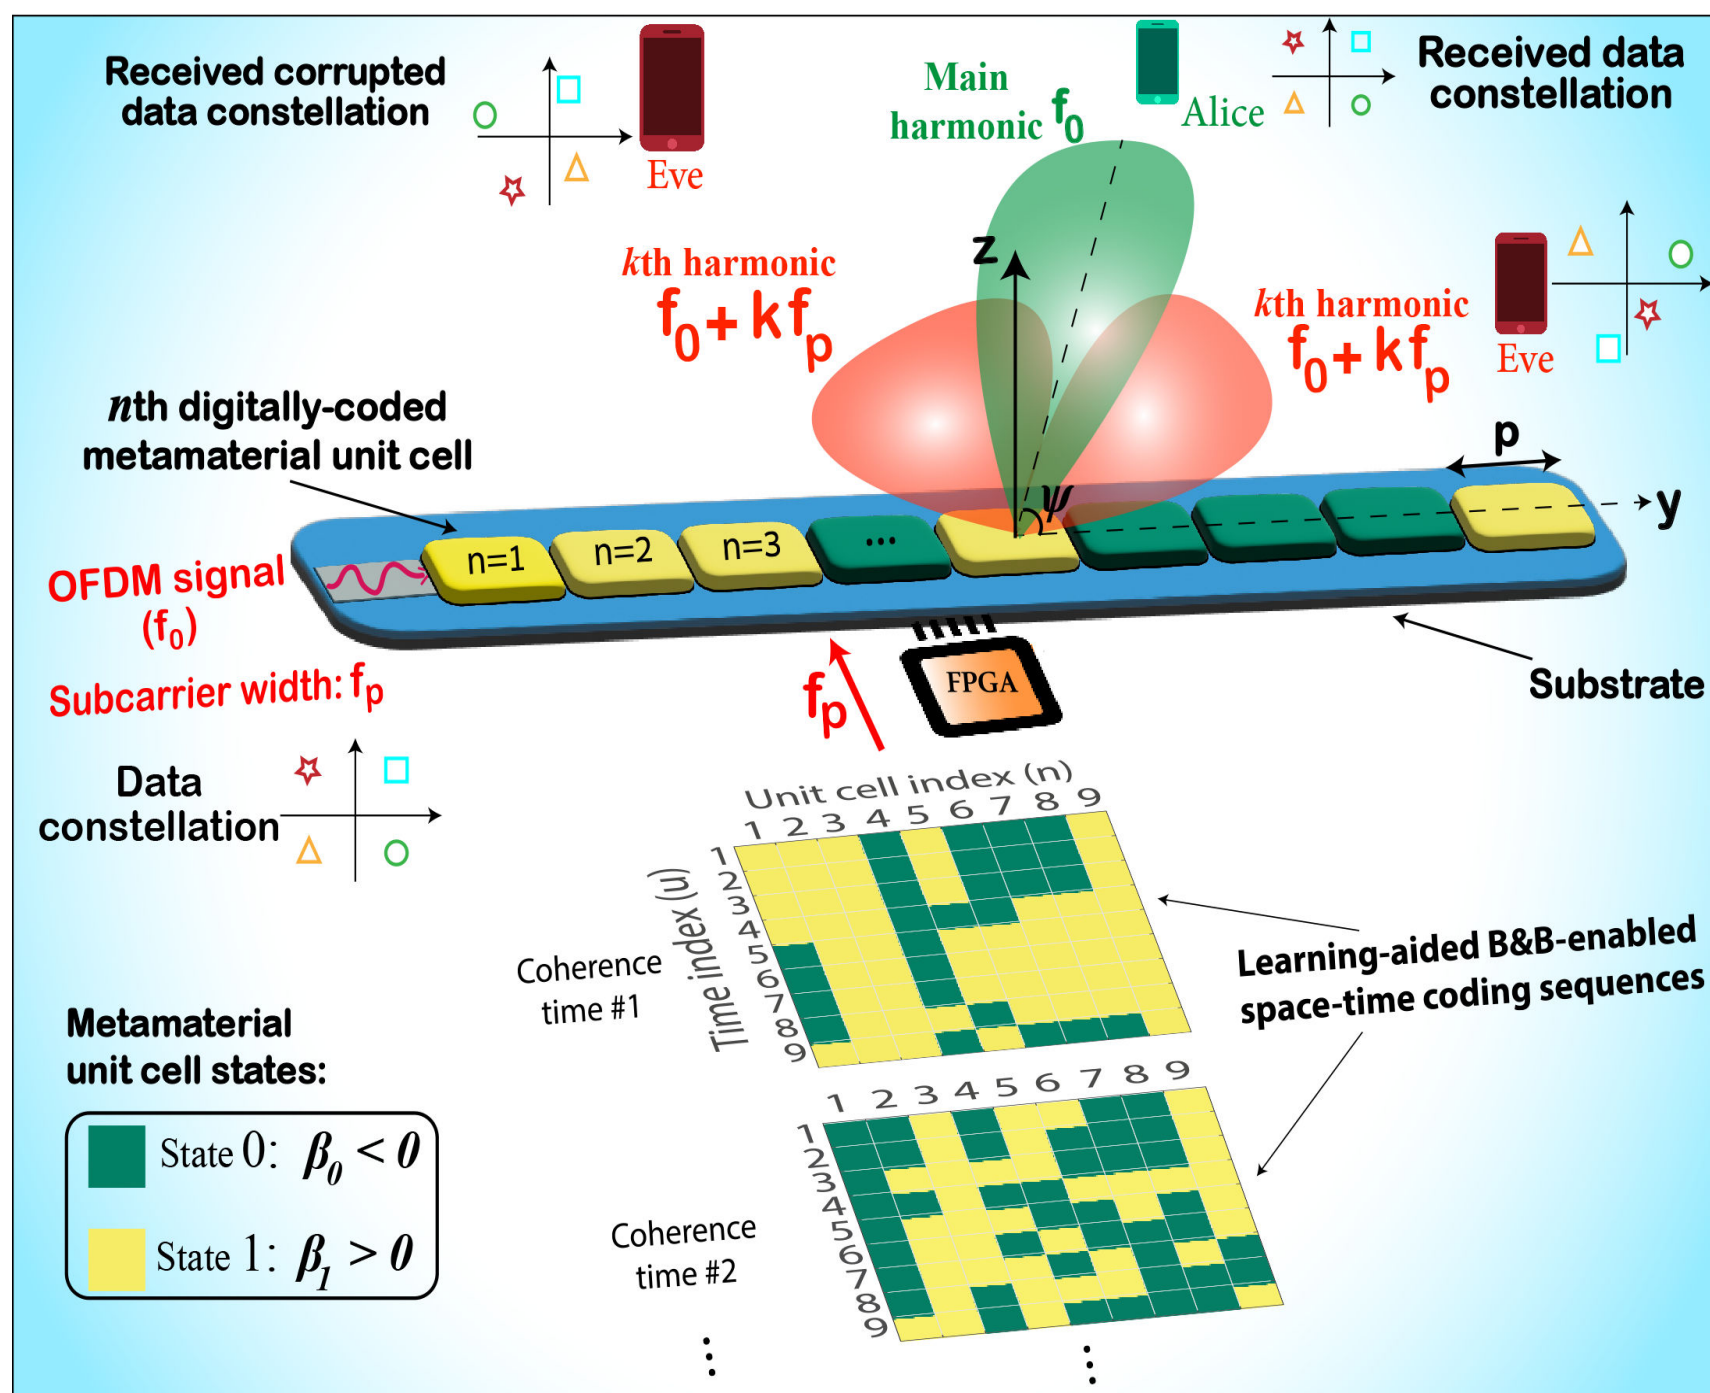 Received corrupted
data constellation
Eve
Main
harmonic f0
Alice
Received data
constellation
kth harmonic
f0 + k fp
z
kth harmonic
f0 + k fp
Eve
nth digitally-coded
metamaterial unit cell
p
ψ
y
n=1
n=2
n=3
...
OFDM signal
(f0)
Subcarrier width: fp
fp
FPGA
Substrate
Data
constellation
Unit cell index (n)
1 2 3 4 5 6 7 8 9
Time index (u)
1
2
3
4
5
6
7
8
9
Coherence
time #1
Learning-aided B&B-enabled
space-time coding sequences
Metamaterial
unit cell states:
State 0: β0 < 0
State 1: β1 > 0
1 2 3 4 5 6 7 8 9
1
2
3
4
5
6
7
8
9
Coherence
time #2
⋮
⋮